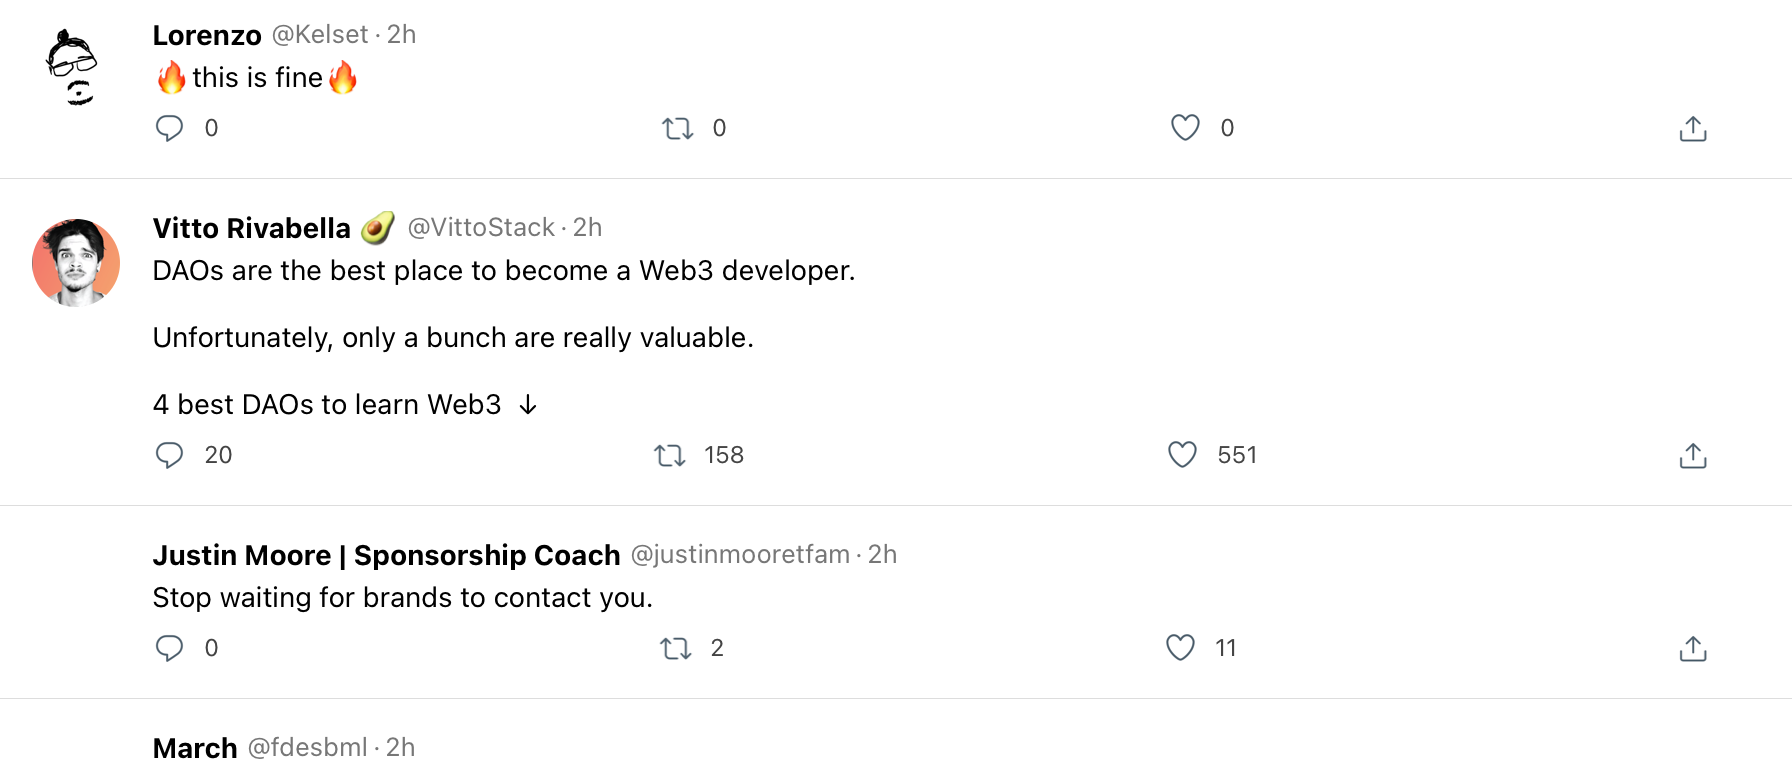 Lorenzo @Kelset · 2h
🔥this is fine🔥
0 0 0
Vitto Rivabella 🥑 @VittoStack · 2h
DAOs are the best place to become a Web3 developer.
Unfortunately, only a bunch are really valuable.
4 best DAOs to learn Web3 ↓
20 158 551
Justin Moore | Sponsorship Coach @justinmooretfam · 2h
Stop waiting for brands to contact you.
0 2 11
March @fdesbml · 2h